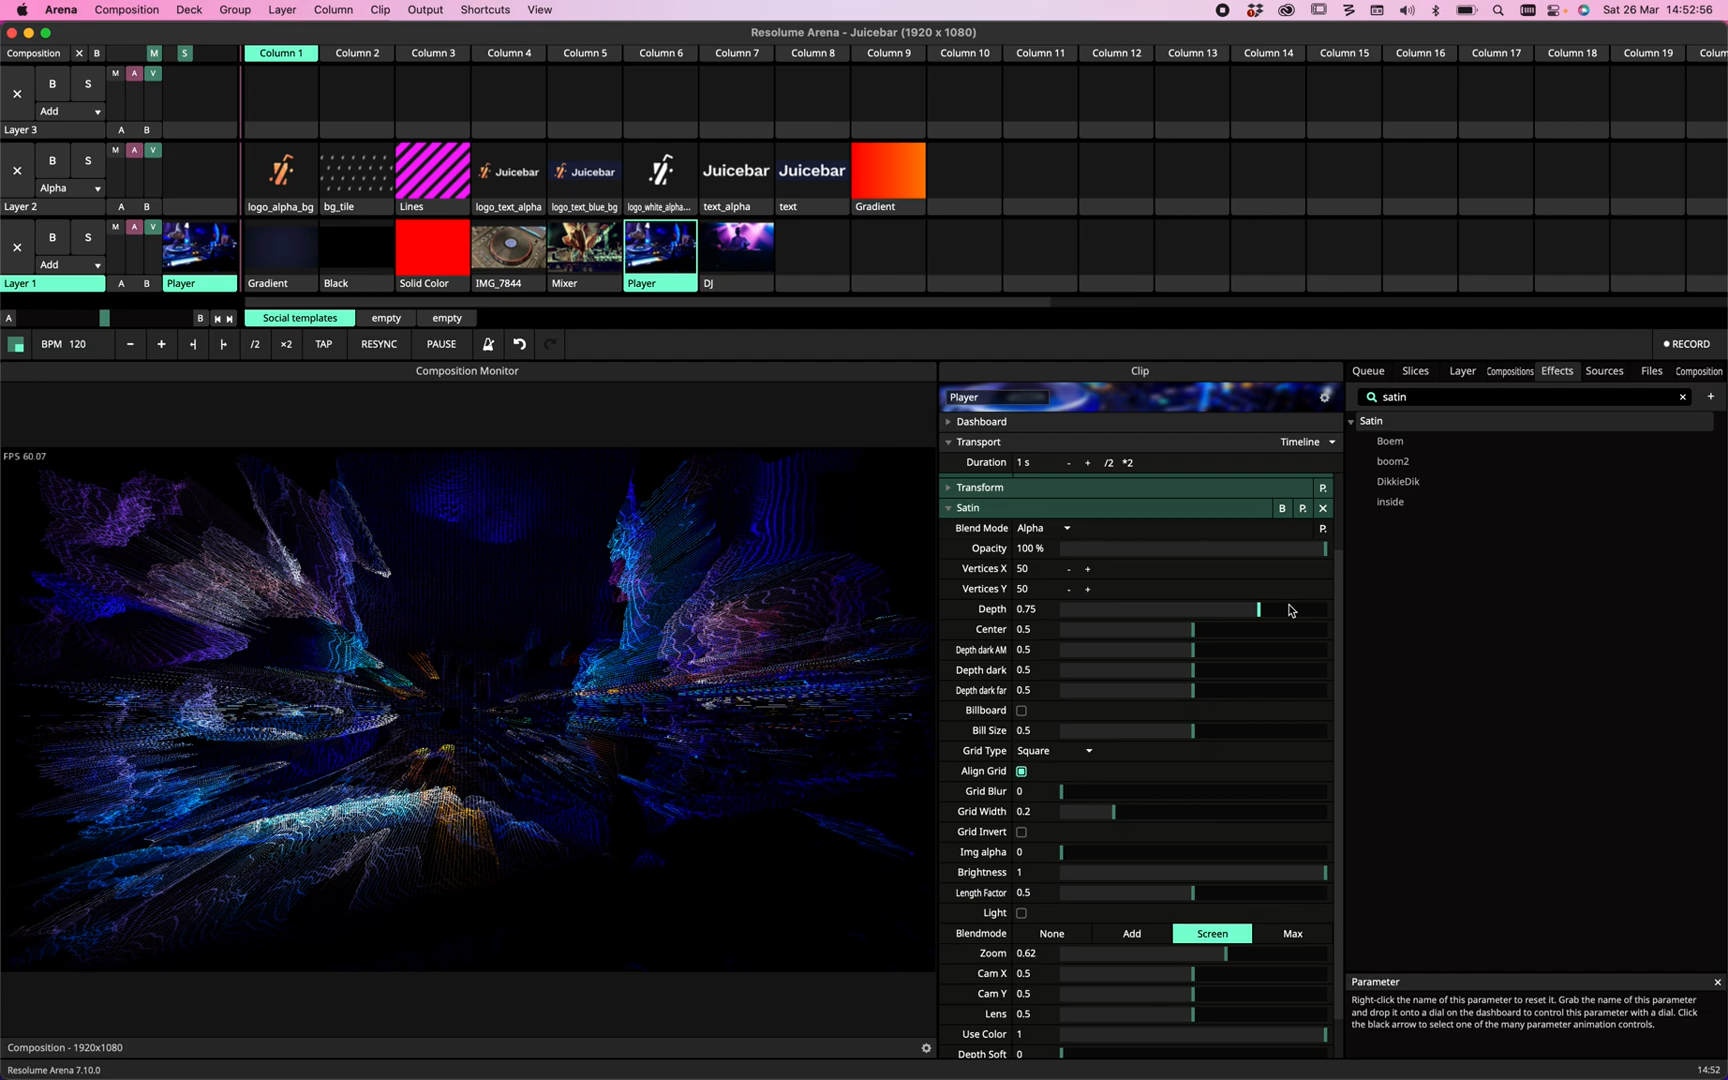 Arena Composition Deck Group Layer Column Clip Output Shortcuts View Sat 26 Mar 14:52:56
Resolume Arena - Juicebar (1920 x 1080)
Composition B M S Column 1 Column 2 Column 3 Column 4 Column 5 Column 6 Column 7 Column 8 Column 9 Column 10 Column 11 Column 12 Column 13 Column 14 Column 15 Column 16 Column 17 Column 18 Column 19 Colum
B S M A V
Add
Layer 3 A B
B S M A V
Juicebar Juicebar Juicebar Juicebar
Alpha
Layer 2 A B logo_alpha_bg bg_tile Lines logo_text_alpha logo_text_blue_bg logo_white_alpha... text_alpha text Gradient
B S M A V
Add
Layer 1 A B Player Gradient Black Solid Color IMG_7844 Mixer Player DJ
A B Social templates empty empty
BPM 120 - + /2 ×2 TAP RESYNC PAUSE RECORD
Composition Monitor Clip Queue Slices Layer Compositions Effects Sources Files Composition
Player satin +
Dashboard Satin
Transport Timeline Boem
Duration 1 s - + /2 *2 boom2
FPS 60.07
Transform P. DikkieDik
Satin B P. inside
Blend Mode Alpha P.
Opacity 100 %
Vertices X 50 - +
Vertices Y 50 - +
Depth 0.75
Center 0.5
Depth dark AM 0.5
Depth dark 0.5
Depth dark far 0.5
Billboard
Bill Size 0.5
Grid Type Square
Align Grid
Grid Blur 0
Grid Width 0.2
Grid Invert
Img alpha 0
Brightness 1
Length Factor 0.5
Light
Blendmode None Add Screen Max
Zoom 0.62
Cam X 0.5
Cam Y 0.5
Lens 0.5
Use Color 1
Depth Soft 0
Parameter
Right-click the name of this parameter to reset it. Grab the name of this parameter
and drop it onto a dial on the dashboard to control this parameter with a dial. Click
the black arrow to select one of the many parameter animation controls.
Composition - 1920x1080
Resolume Arena 7.10.0 14:52